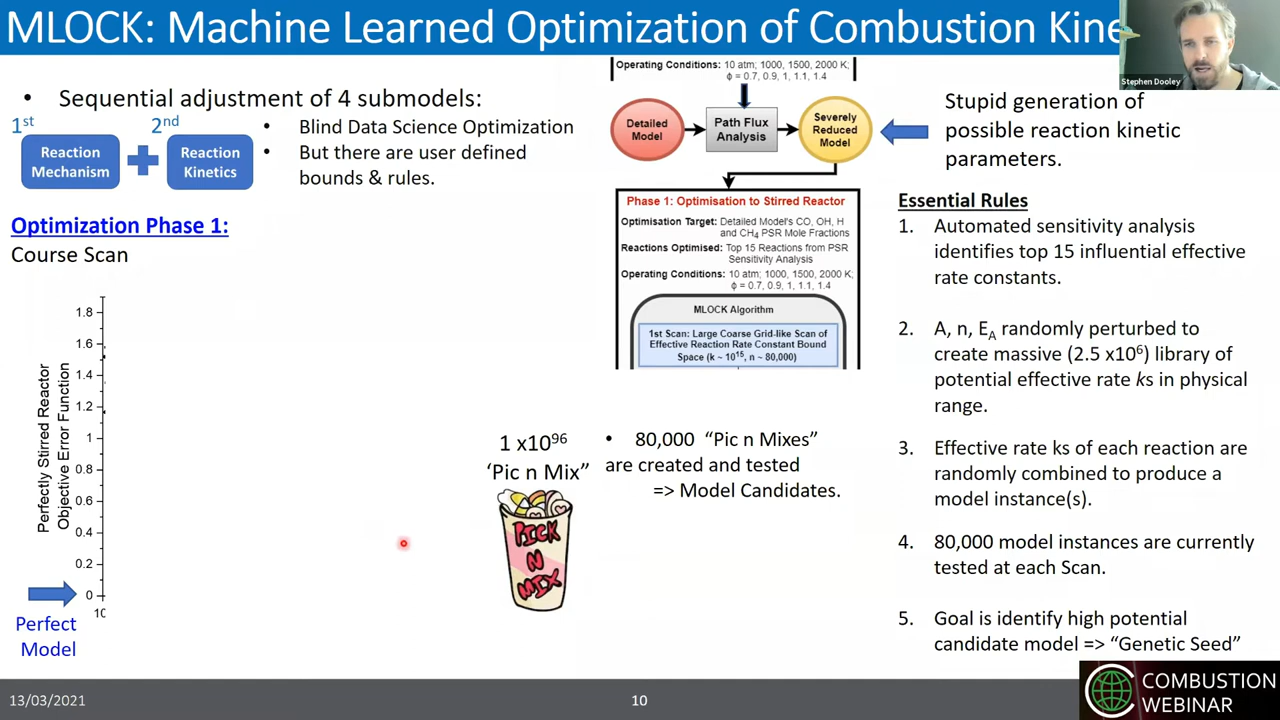 MLOCK: Machine Learned Optimization of Combustion Kine
Stephen Dooley
• Sequential adjustment of 4 submodels:
1st
2nd
Reaction
Mechanism
Reaction
Kinetics
• Blind Data Science Optimization
• But there are user defined
bounds & rules.
Optimization Phase 1:
Course Scan
Perfectly Stirred Reactor
Objective Error Function
1.8
1.6
1.4
1.2
1
0.8
0.6
0.4
0.2
0
10
Perfect
Model
Operating Conditions: 10 atm; 1000, 1500, 2000 K;
ϕ = 0.7, 0.9, 1, 1.1, 1.4
Detailed
Model
Path Flux
Analysis
Severely
Reduced
Model
Phase 1: Optimisation to Stirred Reactor
Optimisation Target: Detailed Model's CO, OH, H
and CH4 PSR Mole Fractions
Reactions Optimised: Top 15 Reactions from PSR
Sensitivity Analysis
Operating Conditions: 10 atm; 1000, 1500, 2000 K;
ϕ = 0.7, 0.9, 1, 1.1, 1.4
MLOCK Algorithm
1st Scan: Large Coarse Grid-like Scan of
Effective Reaction Rate Constant Bound
Space (k ~ 10^15, n ~ 80,000)
1 x10^96
‘Pic n Mix”
PICK
N
MIX
• 80,000 “Pic n Mixes”
are created and tested
=> Model Candidates.
Stupid generation of
possible reaction kinetic
parameters.
Essential Rules
1. Automated sensitivity analysis
identifies top 15 influential effective
rate constants.
2. A, n, EA randomly perturbed to
create massive (2.5 x10^6) library of
potential effective rate ks in physical
range.
3. Effective rate ks of each reaction are
randomly combined to produce a
model instance(s).
4. 80,000 model instances are currently
tested at each Scan.
5. Goal is identify high potential
candidate model => “Genetic Seed”
13/03/2021
10
COMBUSTION
WEBINAR